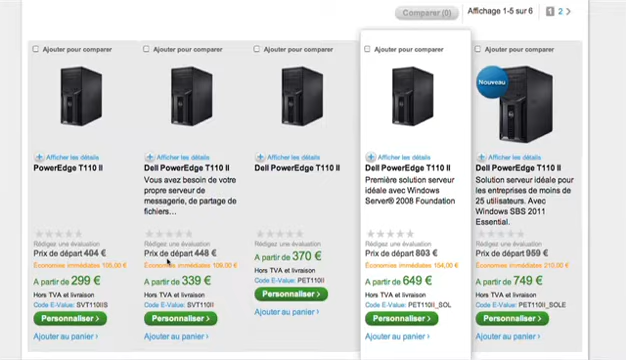 Comparer (0) Affichage 1-5 sur 6 1 2
Ajouter pour comparer
Afficher les détails
PowerEdge T110 II
Rédigez une évaluation
Prix de départ 404 €
Economies immédiates 105,00 €
A partir de 299 €
Hors TVA et livraison
Code E-Value: SVT110IIS
Personnaliser
Ajouter au panier
Ajouter pour comparer
Afficher les détails
Dell PowerEdge T110 II
Vous avez besoin de votre
propre serveur de
messagerie, de partage de
fichiers...
Rédigez une évaluation
Prix de départ 448 €
Economies immédiates 109,00 €
A partir de 339 €
Hors TVA et livraison
Code E-Value: SVT110II
Personnaliser
Ajouter au panier
Ajouter pour comparer
Afficher les détails
Dell PowerEdge T110 II
A partir de 370 €
Hors TVA et livraison
Code E-Value: PET110II
Personnaliser
Ajouter au panier
Ajouter pour comparer
Afficher les détails
Dell PowerEdge T110 II
Première solution serveur
idéale avec Windows
Server® 2008 Foundation
Rédigez une évaluation
Prix de départ 803 €
Economies immédiates 154,00 €
A partir de 649 €
Hors TVA et livraison
Code E-Value: PET110II_SOL
Personnaliser
Ajouter au panier
Ajouter pour comparer
Nouveau
Afficher les détails
Dell PowerEdge T110 II
Solution serveur idéale pour
les entreprises de moins de
25 utilisateurs. Avec
Windows SBS 2011
Essential.
Rédigez une évaluation
Prix de départ 959 €
Economies immédiates 210,00 €
A partir de 749 €
Hors TVA et livraison
Code E-Value: PET110II_SOLE
Personnaliser
Ajouter au panier